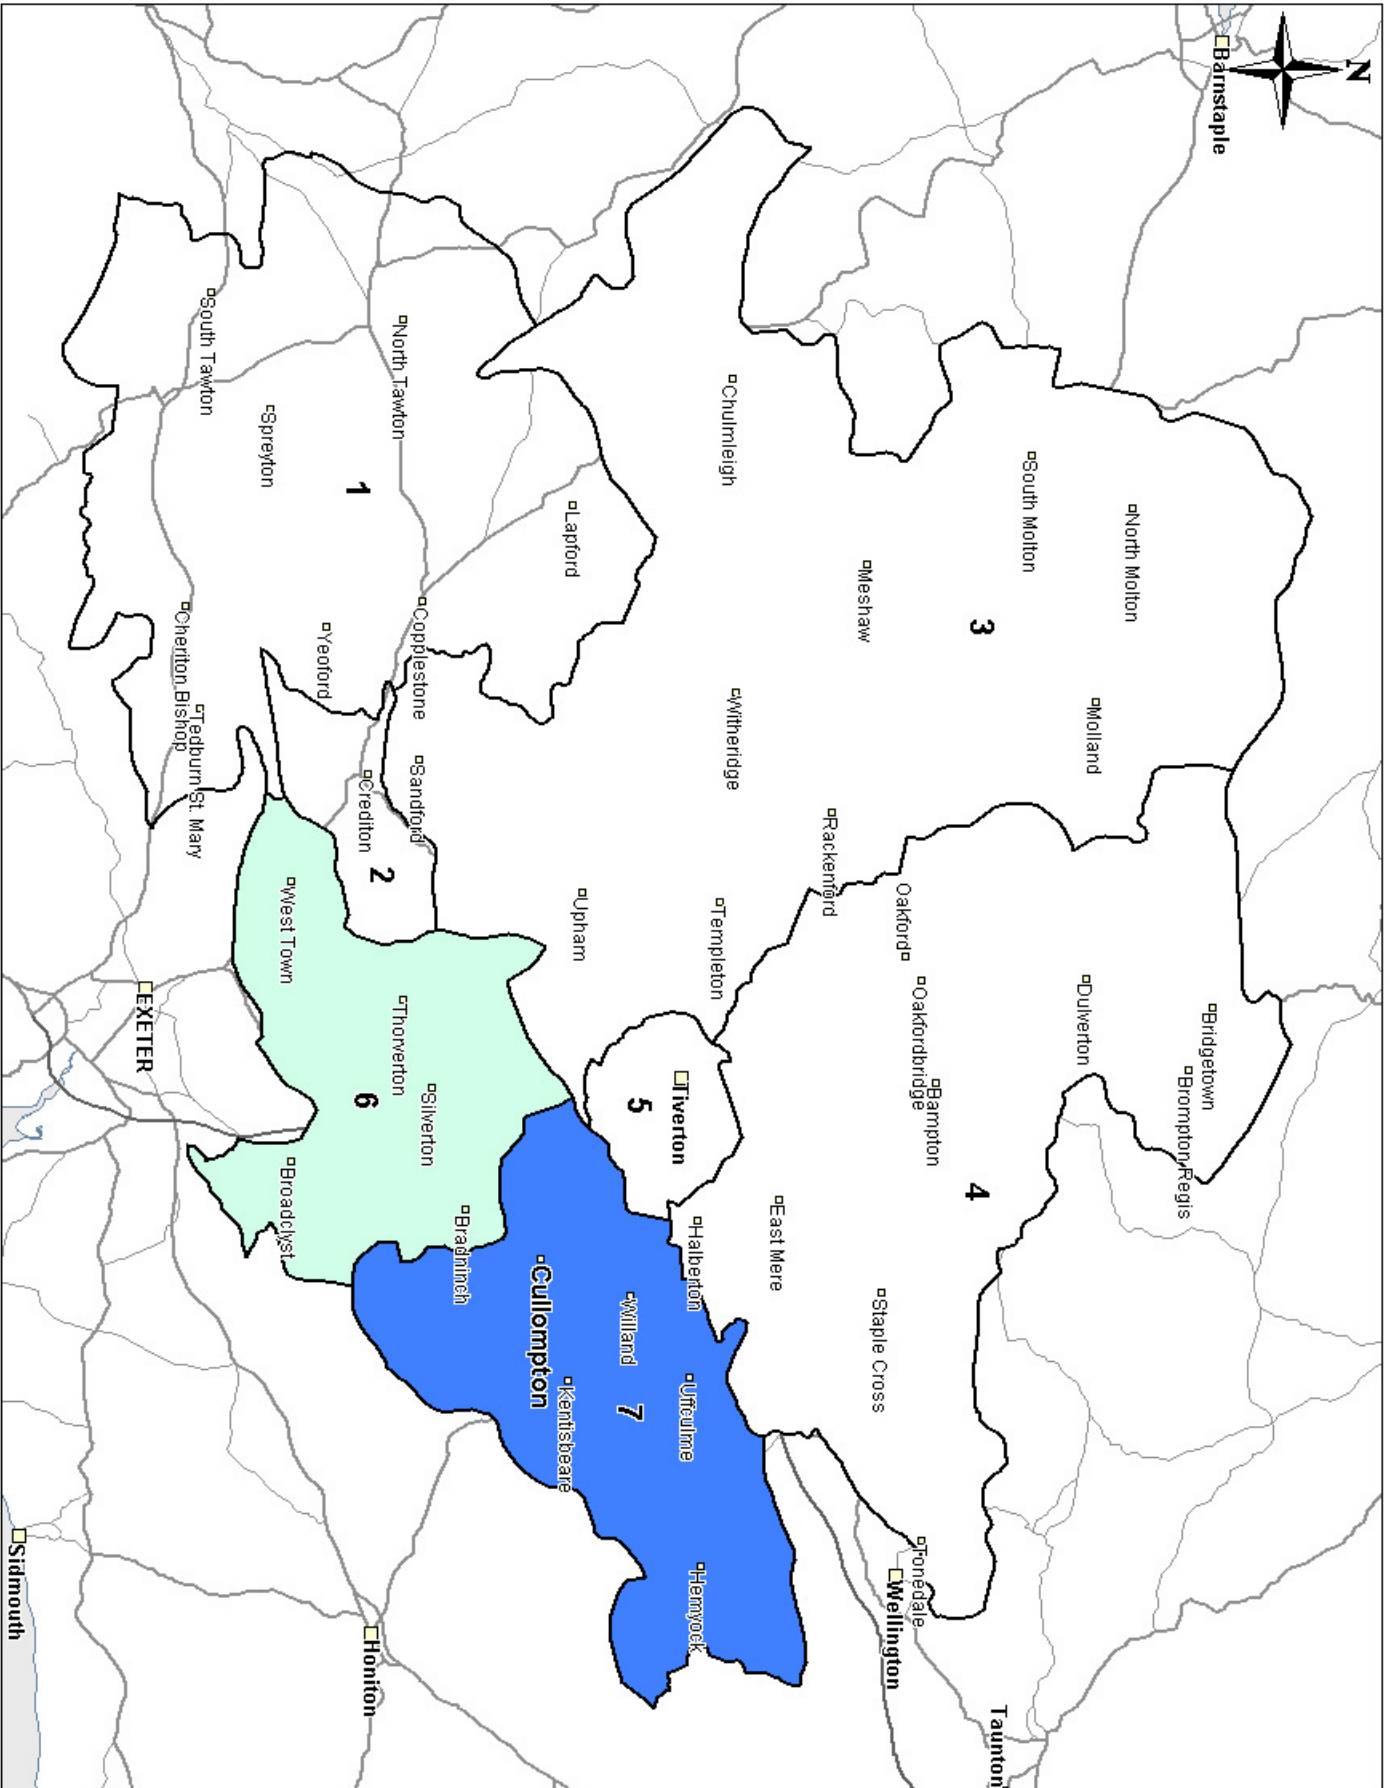 N
Barnstaple
Bridgetown
Brompton Regis
North Molton
Molland
Dulverton
South Molton
3
Taunton
4
Bampton
Oakfordbridge
Oakford
Tonedale
Wellington
Staple Cross
Meshaw
Rackenford
East Mere
Chulmleigh
Witheridge
Templeton
Halberton
Hemyock
Uffculme
Tiverton
5
Willand
7
Upham
Lapford
Kentisbeare
Cullompton
Bradninch
Silverton
Copplestone
Sandford
North Tawton
Thorverton
2
Crediton
6
Honiton
1
Yeoford
West Town
Broadclyst
Spreyton
South Tawton
Tedburn St. Mary
Cheriton Bishop
EXETER
Sidmouth